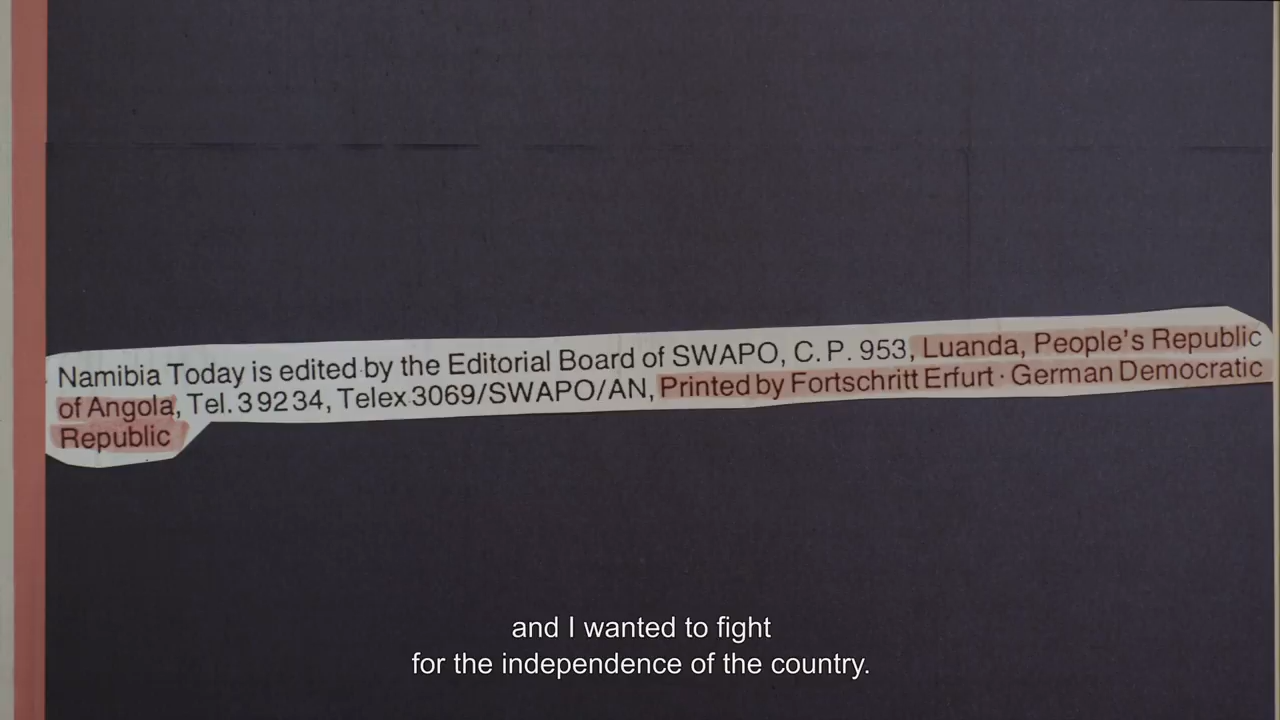 Namibia Today is edited by the Editorial Board of SWAPO, C.P. 953, Luanda, People's Republic
of Angola, Tel. 39234, Telex 3069/SWAPO/AN, Printed by Fortschritt Erfurt · German Democratic
Republic
and I wanted to fight
for the independence of the country.